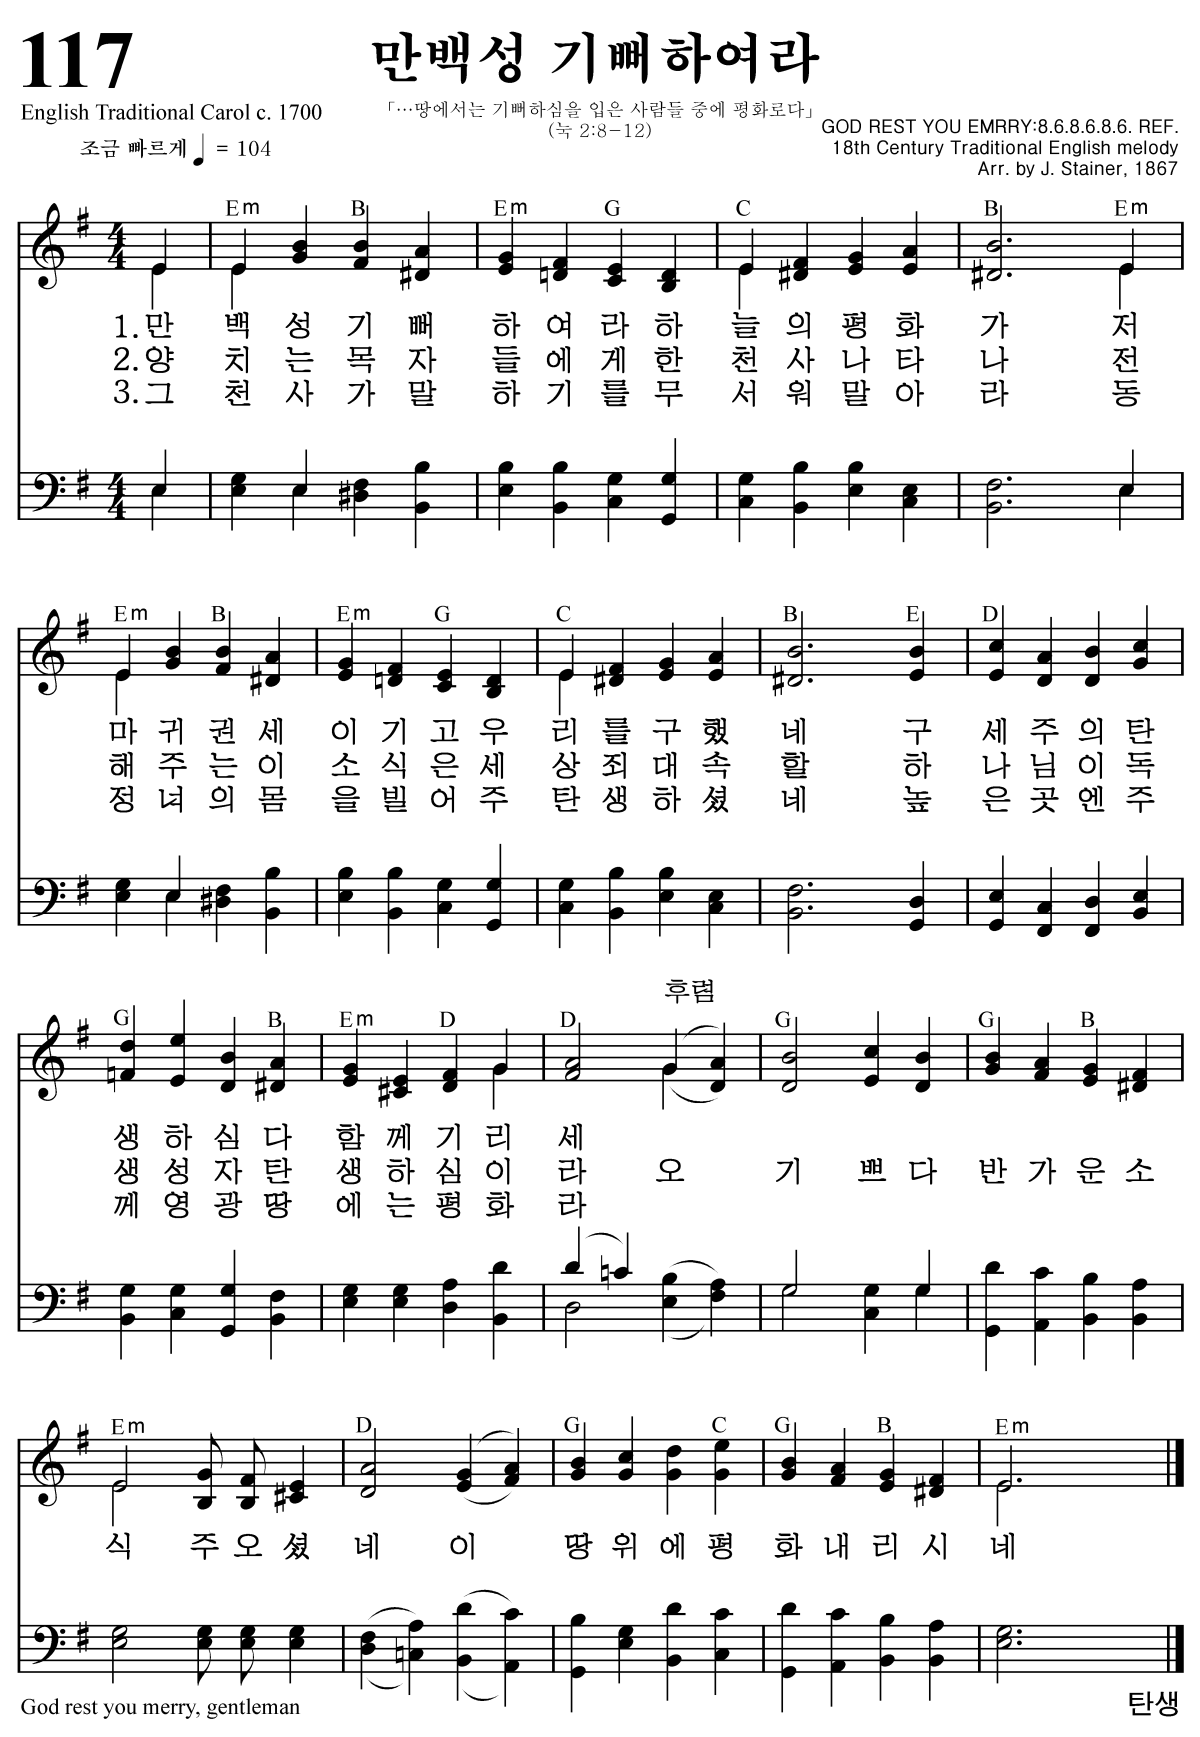 117
만백성 기뻐하여라
English Traditional Carol c. 1700
「…땅에서는 기뻐하심을 입은 사람들 중에 평화로다」
(눅 2:8-12)
조금 빠르게 ♩ = 104
GOD REST YOU EMRRY:8.6.8.6.8.6. REF.
18th Century Traditional English melody
Arr. by J. Stainer, 1867
Em B Em G C B Em
1.만 백 성 기 뻐 하 여 라 하 늘 의 평 화 가 저
2.양 치 는 목 자 들 에 게 한 천 사 나 타 나 전
3.그 천 사 가 말 하 기 를 무 서 워 말 아 라 동
Em B Em G C B E D
마 귀 권 세 이 기 고 우 리 를 구 했 네 구 세 주 의 탄
해 주 는 이 소 식 은 세 상 죄 대 속 할 하 나 님 이 독
정 녀 의 몸 을 빌 어 주 탄 생 하 셨 네 높 은 곳 엔 주
후렴
G B Em D D G G B
생 하 심 다 함 께 기 리 세
생 성 자 탄 생 하 심 이 라 오 기 쁘 다 반 가 운 소
께 영 광 땅 에 는 평 화 라
Em D G C G B Em
식 주 오 셨 네 이 땅 위 에 평 화 내 리 시 네
God rest you merry, gentleman
탄생